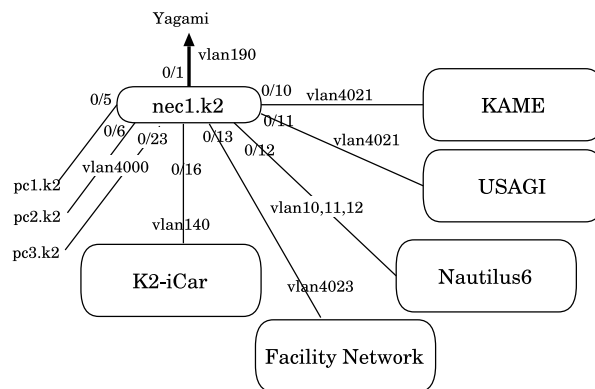 Yagami
vlan190
0/1
0/5
nec1.k2
0/10
vlan4021
KAME
0/6
0/23
0/13
0/11
0/12
vlan4021
vlan4000
0/16
pc1.k2
USAGI
pc2.k2
vlan10,11,12
pc3.k2
vlan140
K2-iCar
Nautilus6
vlan4023
Facility Network